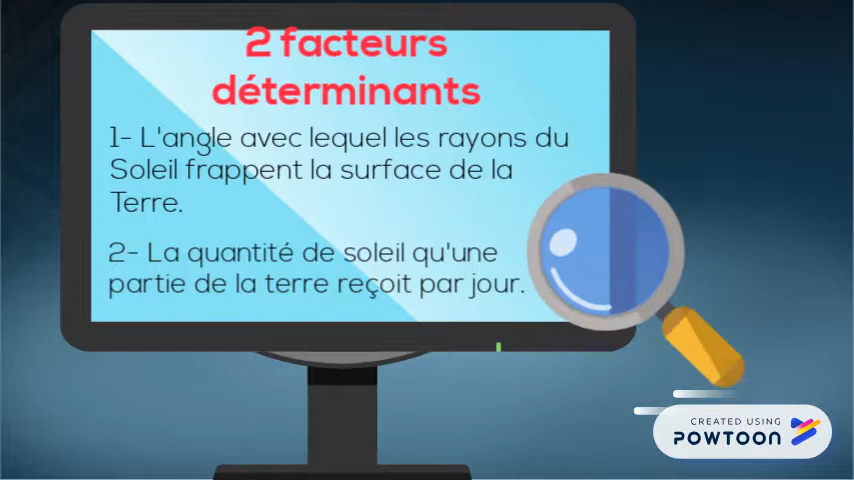 2 facteurs
déterminants
1- L'angle avec lequel les rayons du
Soleil frappent la surface de la
Terre.
2- La quantité de soleil qu'une
partie de la terre reçoit par jour.
CREATED USING
POWTOON